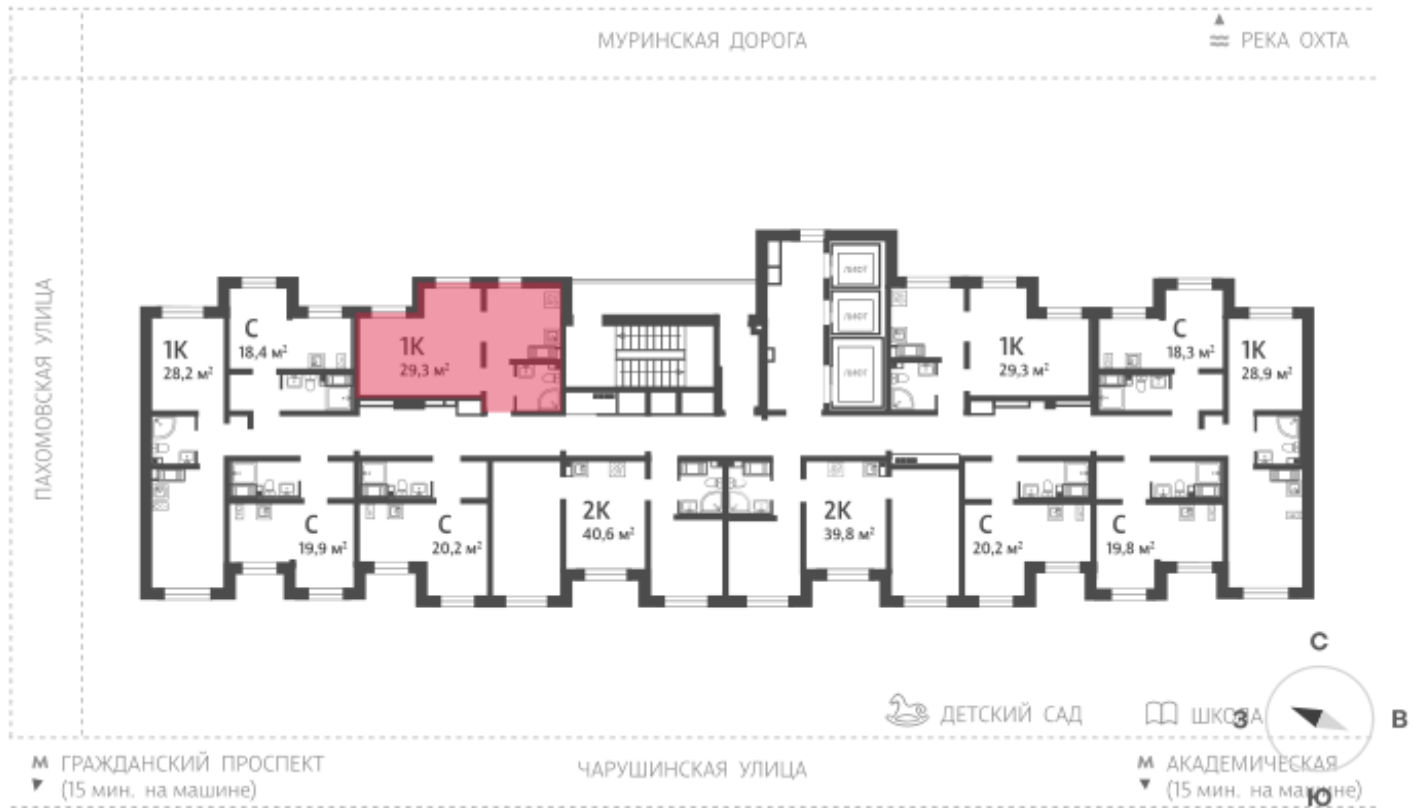 МУРИНСКАЯ ДОРОГА
РЕКА ОХТА
ПАХОМОВСКАЯ УЛИЦА
1К
28,2 м²
С
18,4 м²
1К
29,3 м²
ЛИФТ
ЛИФТ
ЛИФТ
1К
29,3 м²
С
18,3 м²
1К
28,9 м²
С
19,9 м²
С
20,2 м²
2К
40,6 м²
2К
39,8 м²
С
20,2 м²
С
19,8 м²
С
З
В
Ю
ДЕТСКИЙ САД
ШКОЛА
М ГРАЖДАНСКИЙ ПРОСПЕКТ
(15 мин. на машине)
ЧАРУШИНСКАЯ УЛИЦА
М АКАДЕМИЧЕСКАЯ
(15 мин. на машине)